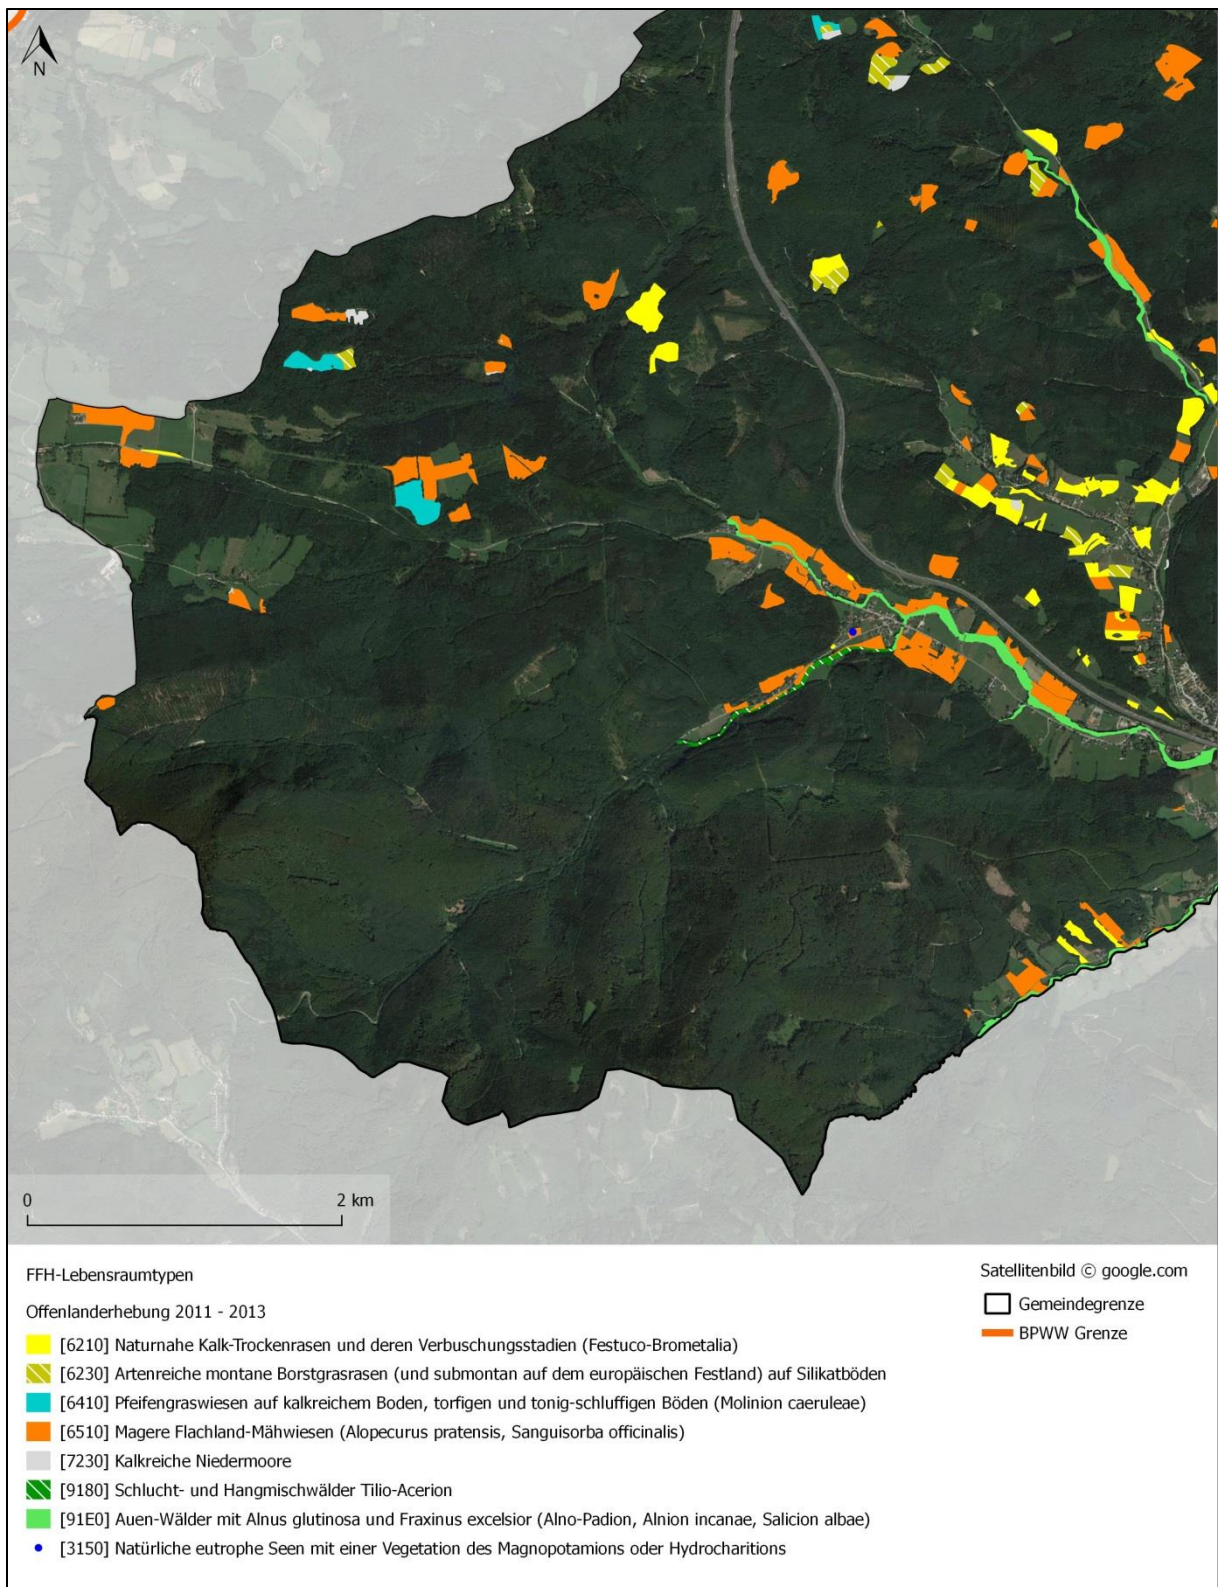 N
0 2 km
FFH-Lebensraumtypen
Offenlanderhebung 2011 - 2013
[6210] Naturnahe Kalk-Trockenrasen und deren Verbuschungsstadien (Festuco-Brometalia)
[6230] Artenreiche montane Borstgrasrasen (und submontan auf dem europäischen Festland) auf Silikatböden
[6410] Pfeifengraswiesen auf kalkreichem Boden, torfigen und tonig-schluffigen Böden (Molinion caeruleae)
[6510] Magere Flachland-Mähwiesen (Alopecurus pratensis, Sanguisorba officinalis)
[7230] Kalkreiche Niedermoore
[9180] Schlucht- und Hangmischwälder Tilio-Acerion
[91E0] Auen-Wälder mit Alnus glutinosa und Fraxinus excelsior (Alno-Padion, Alnion incanae, Salicion albae)
[3150] Natürliche eutrophe Seen mit einer Vegetation des Magnopotamions oder Hydrocharitions
Satellitenbild © google.com
Gemeindegrenze
BPWW Grenze